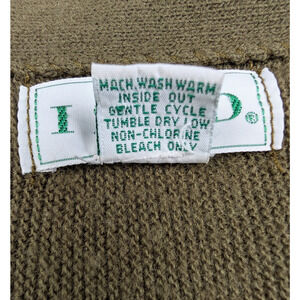 MACH. WASH WARM
INSIDE OUT
GENTLE CYCLE
TUMBLE DRY LOW
NON-CHLORINE
BLEACH ONLY
I D®